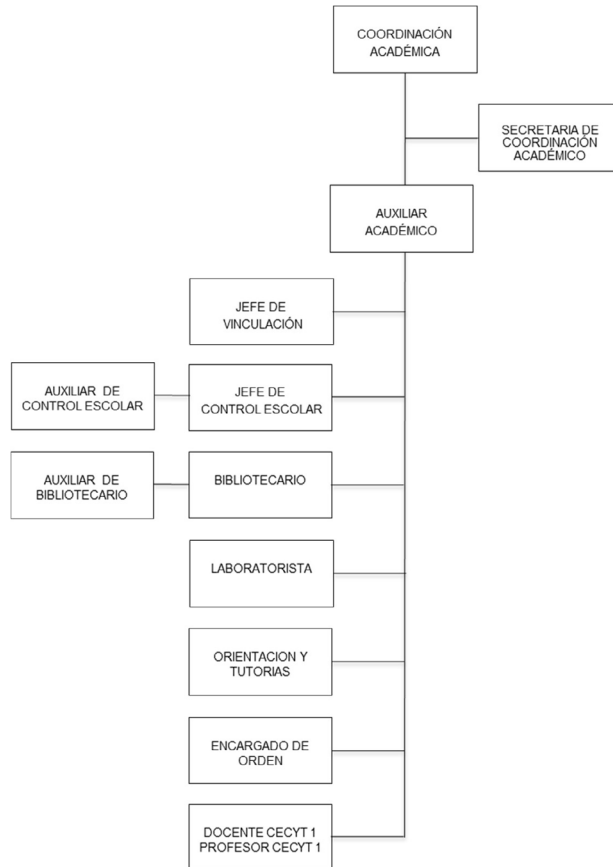 COORDINACIÓN
ACADÉMICA
SECRETARIA DE
COORDINACIÓN
ACADÉMICO
AUXILIAR
ACADÉMICO
JEFE DE
VINCULACIÓN
AUXILIAR DE
CONTROL ESCOLAR
JEFE DE
CONTROL ESCOLAR
AUXILIAR DE
BIBLIOTECARIO
BIBLIOTECARIO
LABORATORISTA
ORIENTACION Y
TUTORIAS
ENCARGADO DE
ORDEN
DOCENTE CECYT 1
PROFESOR CECYT 1